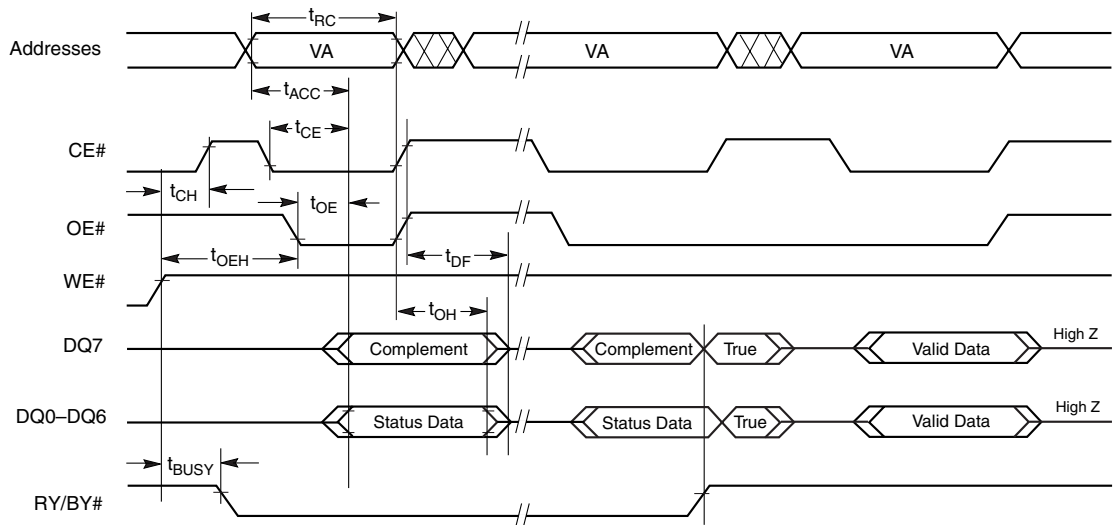 tRC
Addresses VA VA VA
tACC
tCE
CE#
tCH tOE
OE#
tOEH tDF
WE#
tOH
DQ7 Complement Complement True Valid Data High Z
DQ0–DQ6 Status Data Status Data True Valid Data High Z
tBUSY
RY/BY#